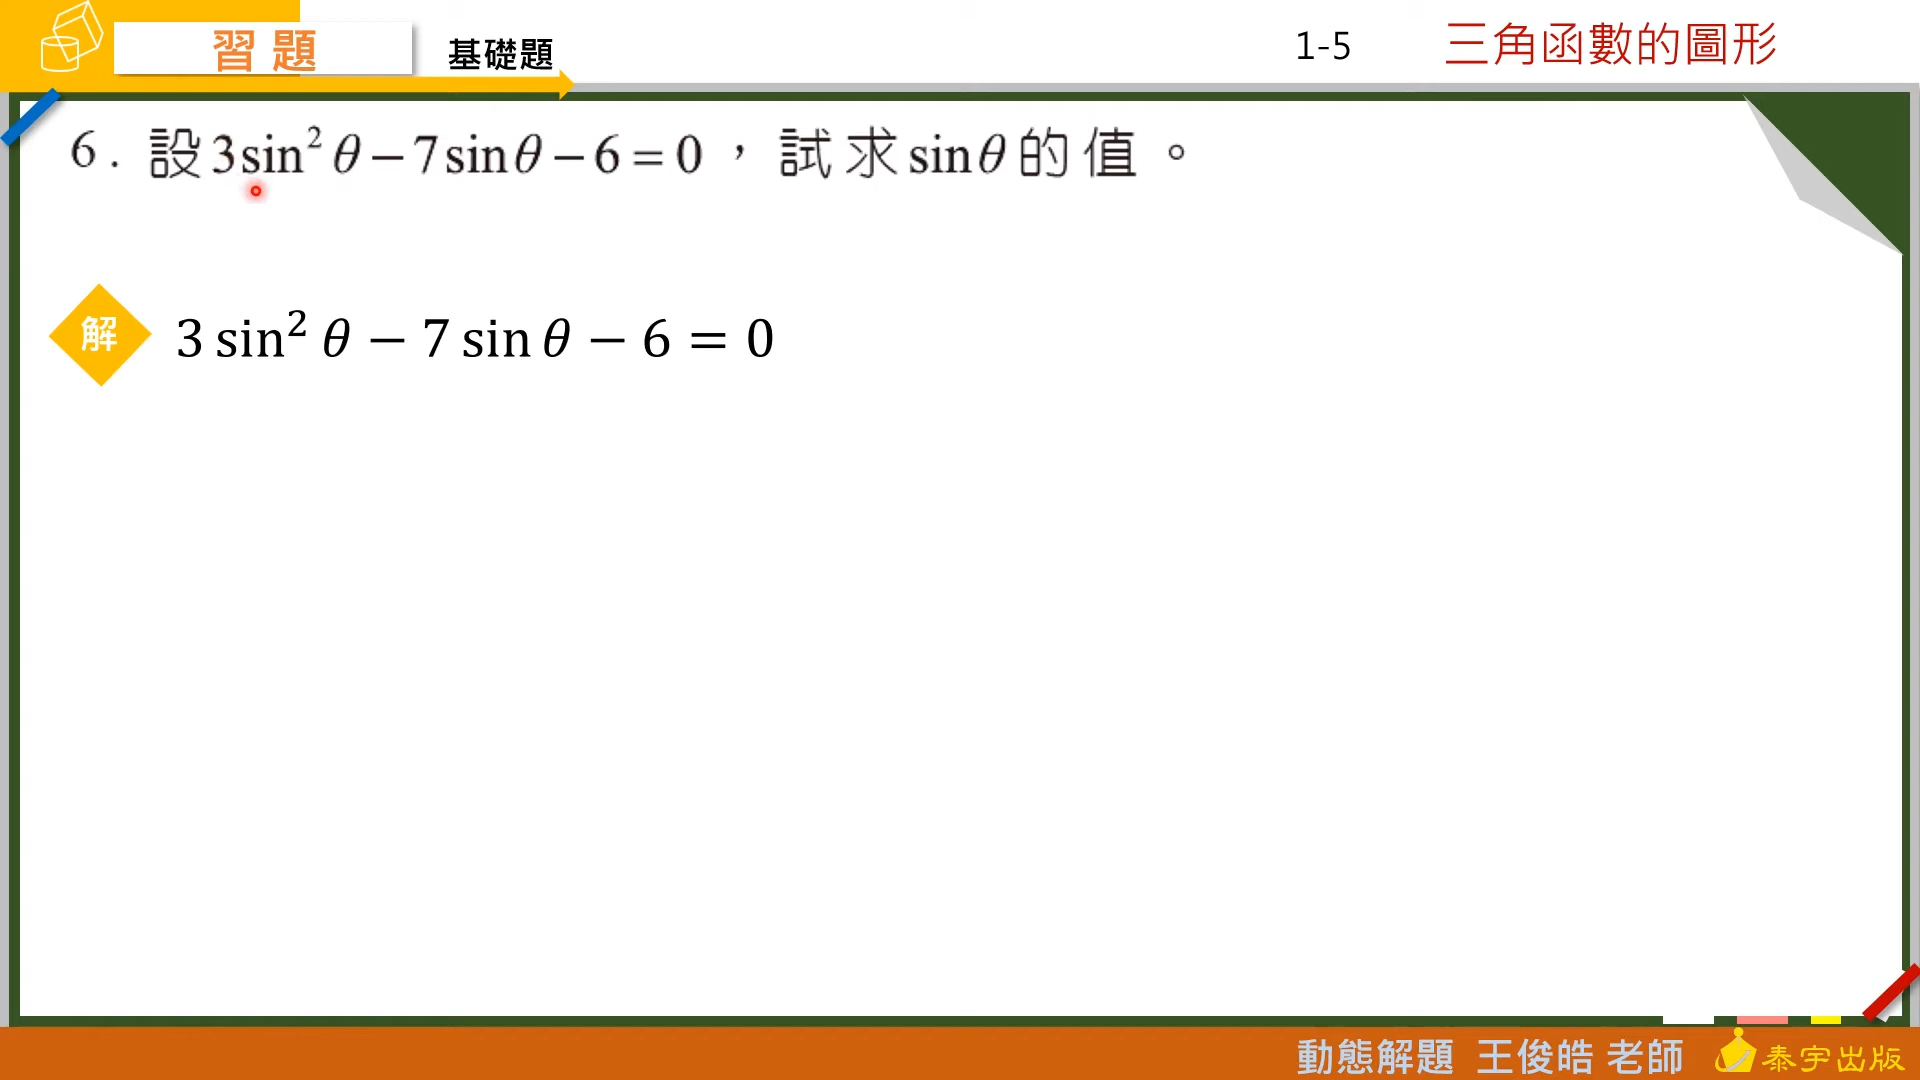 習題
基礎題
1-5 三角函數的圖形
6. 設3sin²θ−7sinθ−6=0，試求sinθ的值。
解 3 sin² θ − 7 sin θ − 6 = 0
動態解題 王俊皓 老師 泰宇出版